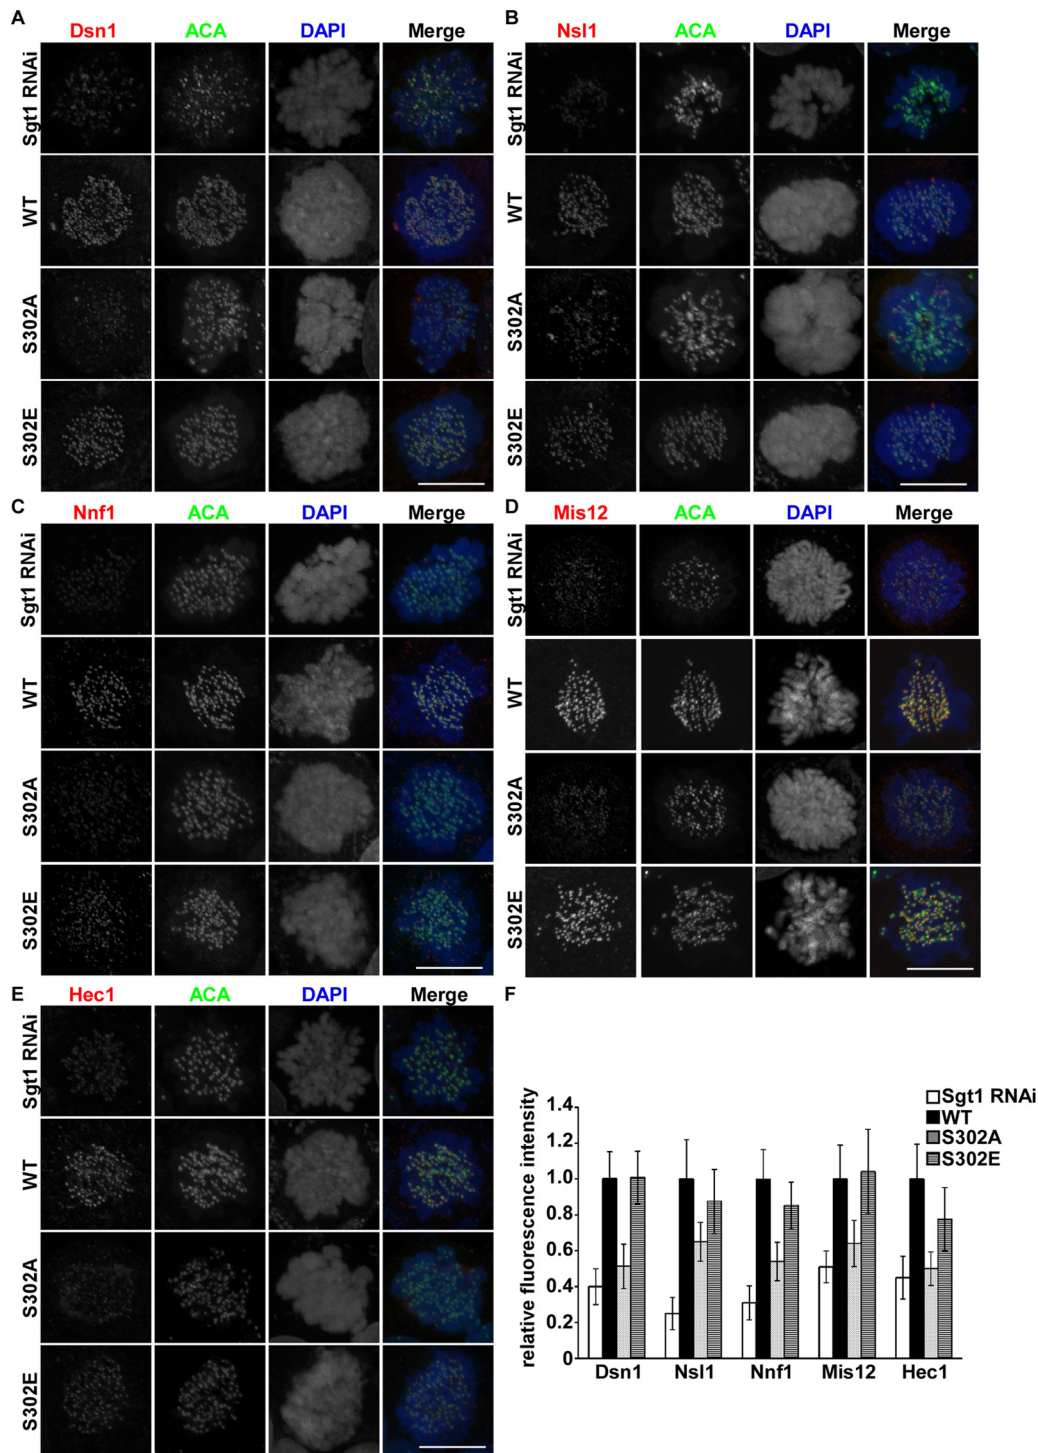 A
Dsn1 ACA DAPI Merge
Sgt1 RNAi
WT
S302A
S302E
B
Nsl1 ACA DAPI Merge
Sgt1 RNAi
WT
S302A
S302E
C
Nnf1 ACA DAPI Merge
Sgt1 RNAi
WT
S302A
S302E
D
Mis12 ACA DAPI Merge
Sgt1 RNAi
WT
S302A
S302E
E
Hec1 ACA DAPI Merge
Sgt1 RNAi
WT
S302A
S302E
F
Sgt1 RNAi
WT
S302A
S302E
relative fluorescence intensity
1.4
1.2
1.0
0.8
0.6
0.4
0.2
0
Dsn1 Nsl1 Nnf1 Mis12 Hec1